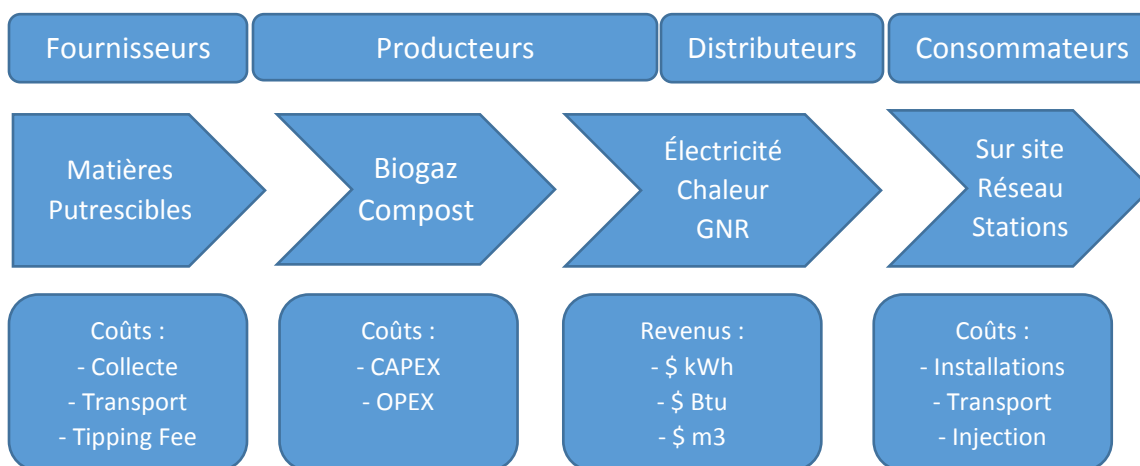 Fournisseurs
Producteurs
Distributeurs
Consommateurs
Matières
Putrescibles
Biogaz
Compost
Électricité
Chaleur
GNR
Sur site
Réseau
Stations
Coûts :
- Collecte
- Transport
- Tipping Fee
Coûts :
- CAPEX
- OPEX
Revenus :
- $ kWh
- $ Btu
- $ m3
Coûts :
- Installations
- Transport
- Injection